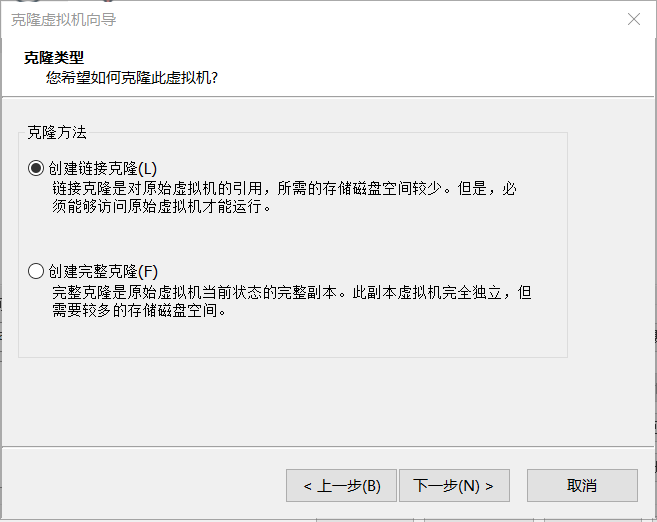 克隆虚拟机向导
克隆类型
您希望如何克隆此虚拟机?
克隆方法
创建链接克隆(L)
链接克隆是对原始虚拟机的引用，所需的存储磁盘空间较少。但是，必
须能够访问原始虚拟机才能运行。
创建完整克隆(F)
完整克隆是原始虚拟机当前状态的完整副本。此副本虚拟机完全独立，但
需要较多的存储磁盘空间。
< 上一步(B)
下一步(N) >
取消